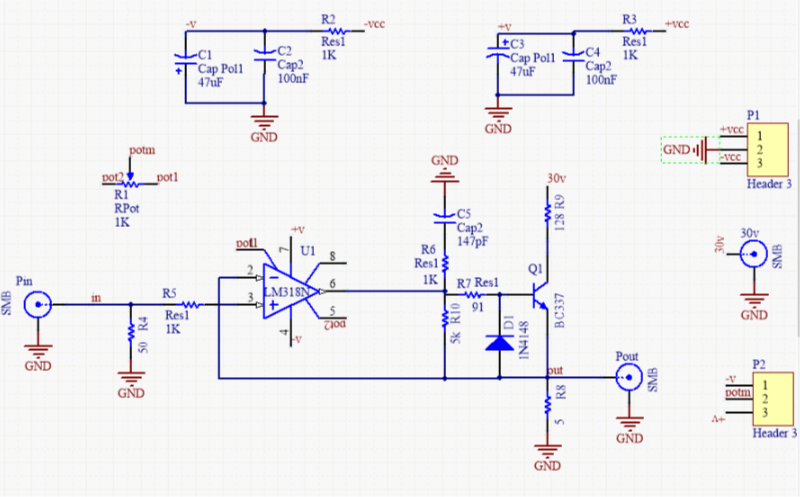 -v
R2
-vcc
Res1
1K
C1
Cap Pol1
47uF
C2
Cap2
100nF
GND
+v
R3
+vcc
Res1
1K
C3
Cap Pol1
47uF
C4
Cap2
100nF
GND
P1
+vcc
GND
-vcc
1
2
3
Header 3
potm
pot2
pot1
R1
RPot
1K
GND
C5
Cap2
147pF
R6
Res1
1K
30v
128 R9
30v
30v
SMB
GND
pot1
+v
7
U1
8
2
LM318N
6
3
5
pot2
4
-v
Pin
SMB
in
R5
Res1
1K
R4
50
GND
GND
R7 Res1
91
R10
5k
D1
1N4148
Q1
BC337
put
Pout
SMB
R8
5
GND
GND
P2
-v
potm
+v
1
2
3
Header 3